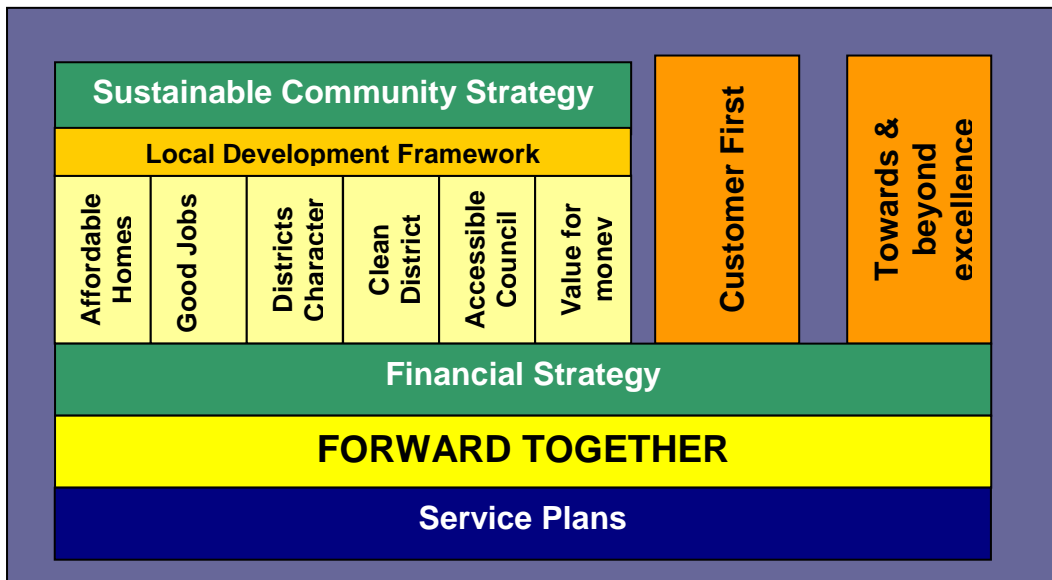 Sustainable Community Strategy
Local Development Framework
Affordable
Homes
Good Jobs
Districts
Character
Clean
District
Accessible
Council
Value for
money
Customer First
Towards &
beyond
excellence
Financial Strategy
FORWARD TOGETHER
Service Plans